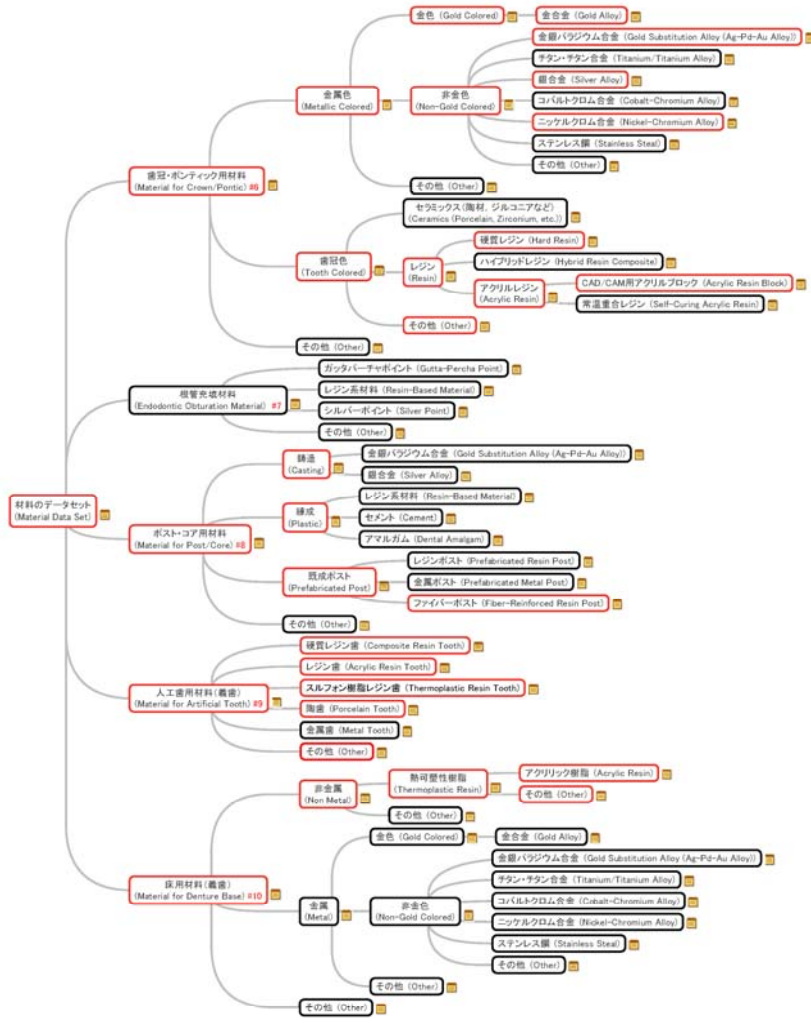 金色 (Gold Colored)
金合金 (Gold Alloy)
金銀パラジウム合金 (Gold Substitution Alloy (Ag-Pd-Au Alloy))
チタン・チタン合金 (Titanium/Titanium Alloy)
金属色
(Metallic Colored)
非金色
(Non-Gold Colored)
銀合金 (Silver Alloy)
コバルトクロム合金 (Cobalt-Chromium Alloy)
ニッケルクロム合金 (Nickel-Chromium Alloy)
ステンレス鋼 (Stainless Steal)
その他 (Other)
歯冠・ポンティック用材料
(Material for Crown/Pontic) #6
その他 (Other)
セラミックス (陶材, ジルコニアなど)
(Ceramics (Porcelain, Zirconium, etc.))
歯冠色
(Tooth Colored)
レジン
(Resin)
硬質レジン (Hard Resin)
ハイブリッドレジン (Hybrid Resin Composite)
アクリルレジン
(Acrylic Resin)
CAD/CAM用アクリルブロック (Acrylic Resin Block)
常温重合レジン (Self-Curing Acrylic Resin)
その他 (Other)
その他 (Other)
根管充填材料
(Endodontic Obturation Material) #7
ガッタパーチャポイント (Gutta-Percha Point)
レジン系材料 (Resin-Based Material)
シルバーポイント (Silver Point)
その他 (Other)
材料のデータセット
(Material Data Set)
ポスト・コア用材料
(Material for Post/Core) #8
鋳造
(Casting)
金銀パラジウム合金 (Gold Substitution Alloy (Ag-Pd-Au Alloy))
銀合金 (Silver Alloy)
練成
(Plastic)
レジン系材料 (Resin-Based Material)
セメント (Cement)
アマルガム (Dental Amalgam)
既成ポスト
(Prefabricated Post)
レジンポスト (Prefabricated Resin Post)
金属ポスト (Prefabricated Metal Post)
ファイバーポスト (Fiber-Reinforced Resin Post)
その他 (Other)
人工歯用材料(義歯)
(Material for Artificial Tooth) #9
硬質レジン歯 (Composite Resin Tooth)
レジン歯 (Acrylic Resin Tooth)
スルフォン樹脂レジン歯 (Thermoplastic Resin Tooth)
陶歯 (Porcelain Tooth)
金属歯 (Metal Tooth)
その他 (Other)
床用材料(義歯)
(Material for Denture Base) #10
非金属
(Non Metal)
熱可塑性樹脂
(Thermoplastic Resin)
アクリリック樹脂 (Acrylic Resin)
その他 (Other)
その他 (Other)
金属
(Metal)
金色 (Gold Colored)
金合金 (Gold Alloy)
非金色
(Non-Gold Colored)
金銀パラジウム合金 (Gold Substitution Alloy (Ag-Pd-Au Alloy))
チタン・チタン合金 (Titanium/Titanium Alloy)
コバルトクロム合金 (Cobalt-Chromium Alloy)
ニッケルクロム合金 (Nickel-Chromium Alloy)
ステンレス鋼 (Stainless Steal)
その他 (Other)
その他 (Other)
その他 (Other)